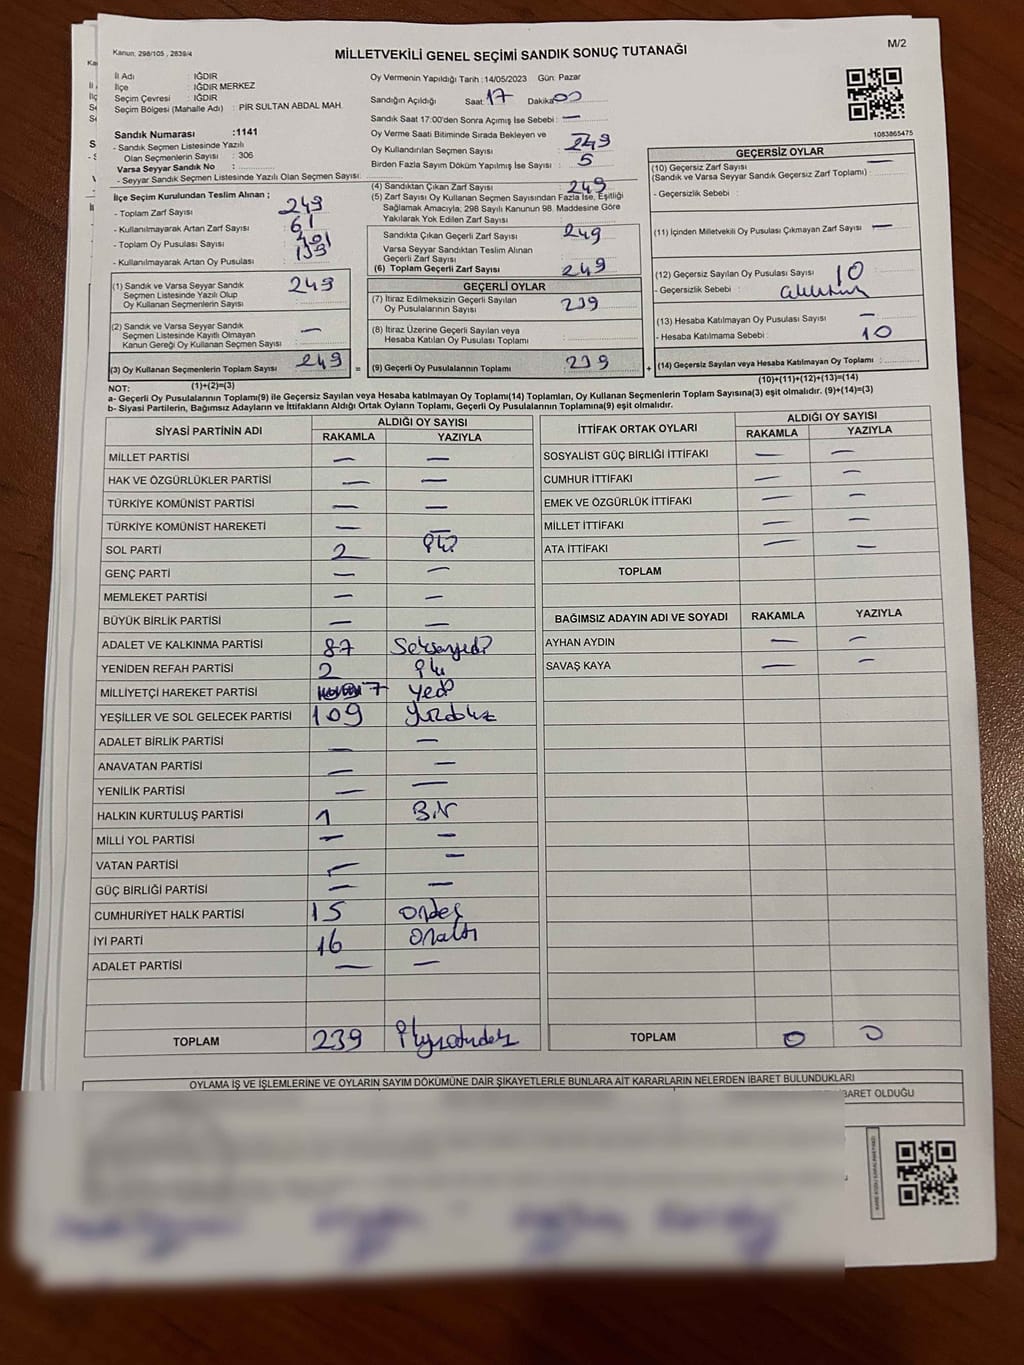 Kanun: 298/105 , 2839/4
MİLLETVEKİLİ GENEL SEÇİMİ SANDIK SONUÇ TUTANAĞI
M/2
İl Adı : IĞDIR
İlçe : IĞDIR MERKEZ
Seçim Çevresi : IĞDIR
Seçim Bölgesi (Mahalle Adı) : PİR SULTAN ABDAL MAH.
Sandık Numarası :1141
- Sandık Seçmen Listesinde Yazılı
Olan Seçmenlerin Sayısı : 306
Varsa Seyyar Sandık No :
- Seyyar Sandık Seçmen Listesinde Yazılı Olan Seçmen Sayısı:
Oy Vermenin Yapıldığı Tarih :14/05/2023 Gün: Pazar
Sandığın Açıldığı Saat: 17 Dakika 00
Sandık Saat 17:00'den Sonra Açımış İse Sebebi : —
Oy Verme Saati Bitiminde Sırada Bekleyen ve
Oy Kullandırılan Seçmen Sayısı 249
Birden Fazla Sayım Döküm Yapılmış İse Sayısı : 5
1083865475
İlçe Seçim Kurulundan Teslim Alınan ;
- Toplam Zarf Sayısı 249
- Kullanılmayarak Artan Zarf Sayısı 61
- Toplam Oy Pusulası Sayısı
- Kullanılmayarak Artan Oy Pusulası
(1) Sandık ve Varsa Seyyar Sandık 249
Seçmen Listesinde Yazılı Olup
Oy Kullanan Seçmenlerin Sayısı
(2) Sandık ve Varsa Seyyar Sandık —
Seçmen Listesinde Kayıtlı Olmayan
Kanun Gereği Oy Kullanan Seçmen Sayısı
(3) Oy Kullanan Seçmenlerin Toplam Sayısı 249
(1)+(2)=(3)
(4) Sandıktan Çıkan Zarf Sayısı 249
(5) Zarf Sayısı Oy Kullanan Seçmen Sayısından Fazla İse, Eşitliği
Sağlamak Amacıyla; 298 Sayılı Kanunun 98. Maddesine Göre
Yakılarak Yok Edilen Zarf Sayısı
Sandıkta Çıkan Geçerli Zarf Sayısı 249
Varsa Seyyar Sandıktan Teslim Alınan
Geçerli Zarf Sayısı
(6) Toplam Geçerli Zarf Sayısı 249
GEÇERLİ OYLAR
(7) İtiraz Edilmeksizin Geçerli Sayılan 239
Oy Pusulalarının Sayısı
(8) İtiraz Üzerine Geçerli Sayılan veya
Hesaba Katılan Oy Pusulası Toplamı
= (9) Geçerli Oy Pusulalarının Toplamı 239
GEÇERSİZ OYLAR
(10) Geçersiz Zarf Sayısı —
(Sandık ve Varsa Seyyar Sandık Geçersiz Zarf Toplamı) :
- Geçersizlik Sebebi :
(11) İçinden Milletvekili Oy Pusulası Çıkmayan Zarf Sayısı —
(12) Geçersiz Sayılan Oy Pusulası Sayısı 10
- Geçersizlik Sebebi :
(13) Hesaba Katılmayan Oy Pusulası Sayısı : —
- Hesaba Katılmama Sebebi : 10
+ (14) Geçersiz Sayılan veya Hesaba Katılmayan Oy Toplamı :
(10)+(11)+(12)+(13)=(14)
NOT:
a- Geçerli Oy Pusulalarının Toplamı(9) ile Geçersiz Sayılan veya Hesaba katılmayan Oy Toplamı(14) Toplamları, Oy Kullanan Seçmenlerin Toplam Sayısına(3) eşit olmalıdır. (9)+(14)=(3)
b- Siyasi Partilerin, Bağımsız Adayların ve İttifakların Aldığı Ortak Oyların Toplamı, Geçerli Oy Pusulalarının Toplamına(9) eşit olmalıdır.
SİYASİ PARTİNİN ADI ALDIĞI OY SAYISI
RAKAMLA YAZIYLA
MİLLET PARTİSİ — —
HAK VE ÖZGÜRLÜKLER PARTİSİ — —
TÜRKİYE KOMÜNİST PARTİSİ — —
TÜRKİYE KOMÜNİST HAREKETİ — —
SOL PARTİ 2 iki
GENÇ PARTİ — —
MEMLEKET PARTİSİ — —
BÜYÜK BİRLİK PARTİSİ — —
ADALET VE KALKINMA PARTİSİ 87 Seksenyedi
YENİDEN REFAH PARTİSİ 2 iki
MİLLİYETÇİ HAREKET PARTİSİ 7 yedi
YEŞİLLER VE SOL GELECEK PARTİSİ 109 yüzdokuz
ADALET BİRLİK PARTİSİ — —
ANAVATAN PARTİSİ — —
YENİLİK PARTİSİ — —
HALKIN KURTULUŞ PARTİSİ 1 BİR
MİLLİ YOL PARTİSİ — —
VATAN PARTİSİ — —
GÜÇ BİRLİĞİ PARTİSİ — —
CUMHURİYET HALK PARTİSİ 15 onbeş
İYİ PARTİ 16 onaltı
ADALET PARTİSİ — —
TOPLAM 239
İTTİFAK ORTAK OYLARI ALDIĞI OY SAYISI
RAKAMLA YAZIYLA
SOSYALİST GÜÇ BİRLİĞİ İTTİFAKI — —
CUMHUR İTTİFAKI — —
EMEK VE ÖZGÜRLÜK İTTİFAKI — —
MİLLET İTTİFAKI — —
ATA İTTİFAKI — —
TOPLAM
BAĞIMSIZ ADAYIN ADI VE SOYADI RAKAMLA YAZIYLA
AYHAN AYDIN — —
SAVAŞ KAYA — —
TOPLAM 0 0
OYLAMA İŞ VE İŞLEMLERİNE VE OYLARIN SAYIM DÖKÜMÜNE DAİR ŞİKAYETLERLE BUNLARA AİT KARARLARIN NELERDEN İBARET BULUNDUKLARI
İBARET OLDUĞU